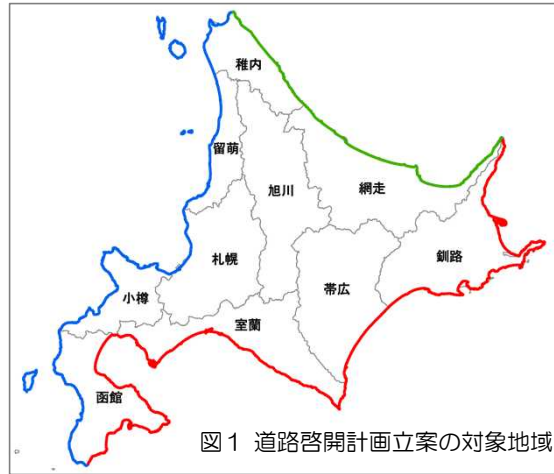 稚内
留萌
旭川
網走
札幌
釧路
小樽
帯広
室蘭
函館
図1 道路啓開計画立案の対象地域